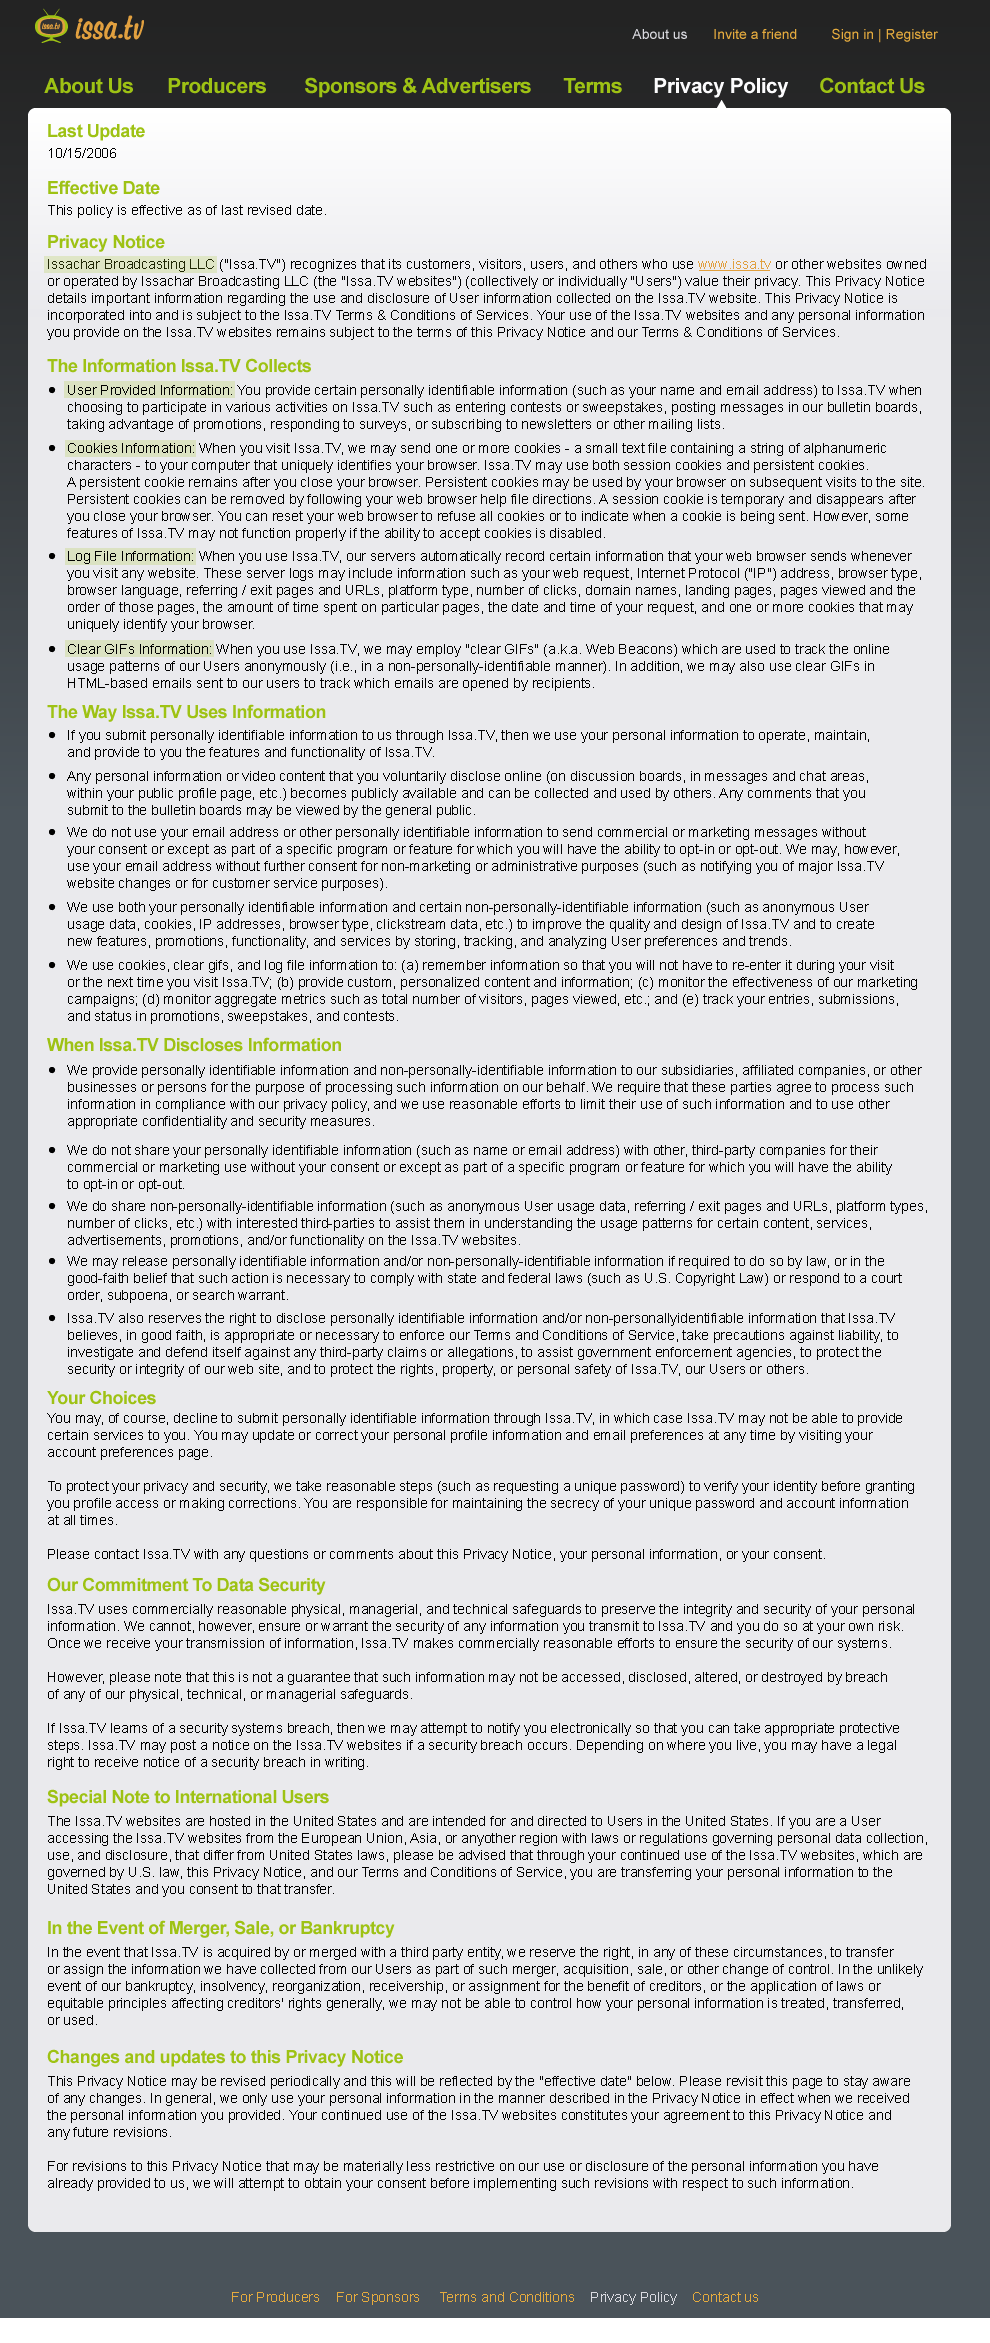 issa.tv issa.tv
About us Invite a friend Sign in | Register
About Us Producers Sponsors & Advertisers Terms Privacy Policy Contact Us
Last Update
10/15/2006
Effective Date
This policy is effective as of last revised date.
Privacy Notice
Issachar Broadcasting LLC ("Issa.TV") recognizes that its customers, visitors, users, and others who use www.issa.tv or other websites owned
or operated by Issachar Broadcasting LLC (the "Issa.TV websites") (collectively or individually "Users") value their privacy. This Privacy Notice
details important information regarding the use and disclosure of User information collected on the Issa.TV website. This Privacy Notice is
incorporated into and is subject to the Issa.TV Terms & Conditions of Services. Your use of the Issa.TV websites and any personal information
you provide on the Issa.TV websites remains subject to the terms of this Privacy Notice and our Terms & Conditions of Services.
The Information Issa.TV Collects
• User Provided Information: You provide certain personally identifiable information (such as your name and email address) to Issa.TV when
choosing to participate in various activities on Issa.TV such as entering contests or sweepstakes, posting messages in our bulletin boards,
taking advantage of promotions, responding to surveys, or subscribing to newsletters or other mailing lists.
• Cookies Information: When you visit Issa.TV, we may send one or more cookies - a small text file containing a string of alphanumeric
characters - to your computer that uniquely identifies your browser. Issa.TV may use both session cookies and persistent cookies.
A persistent cookie remains after you close your browser. Persistent cookies may be used by your browser on subsequent visits to the site.
Persistent cookies can be removed by following your web browser help file directions. A session cookie is temporary and disappears after
you close your browser. You can reset your web browser to refuse all cookies or to indicate when a cookie is being sent. However, some
features of Issa.TV may not function properly if the ability to accept cookies is disabled.
• Log File Information: When you use Issa.TV, our servers automatically record certain information that your web browser sends whenever
you visit any website. These server logs may include information such as your web request, Internet Protocol ("IP") address, browser type,
browser language, referring / exit pages and URLs, platform type, number of clicks, domain names, landing pages, pages viewed and the
order of those pages, the amount of time spent on particular pages, the date and time of your request, and one or more cookies that may
uniquely identify your browser.
• Clear GIFs Information: When you use Issa.TV, we may employ "clear GIFs" (a.k.a. Web Beacons) which are used to track the online
usage patterns of our Users anonymously (i.e., in a non-personally-identifiable manner). In addition, we may also use clear GIFs in
HTML-based emails sent to our users to track which emails are opened by recipients.
The Way Issa.TV Uses Information
• If you submit personally identifiable information to us through Issa.TV, then we use your personal information to operate, maintain,
and provide to you the features and functionality of Issa.TV.
• Any personal information or video content that you voluntarily disclose online (on discussion boards, in messages and chat areas,
within your public profile page, etc.) becomes publicly available and can be collected and used by others. Any comments that you
submit to the bulletin boards may be viewed by the general public.
• We do not use your email address or other personally identifiable information to send commercial or marketing messages without
your consent or except as part of a specific program or feature for which you will have the ability to opt-in or opt-out. We may, however,
use your email address without further consent for non-marketing or administrative purposes (such as notifying you of major Issa.TV
website changes or for customer service purposes).
• We use both your personally identifiable information and certain non-personally-identifiable information (such as anonymous User
usage data, cookies, IP addresses, browser type, clickstream data, etc.) to improve the quality and design of Issa.TV and to create
new features, promotions, functionality, and services by storing, tracking, and analyzing User preferences and trends.
• We use cookies, clear gifs, and log file information to: (a) remember information so that you will not have to re-enter it during your visit
or the next time you visit Issa.TV; (b) provide custom, personalized content and information; (c) monitor the effectiveness of our marketing
campaigns; (d) monitor aggregate metrics such as total number of visitors, pages viewed, etc.; and (e) track your entries, submissions,
and status in promotions, sweepstakes, and contests.
When Issa.TV Discloses Information
• We provide personally identifiable information and non-personally-identifiable information to our subsidiaries, affiliated companies, or other
businesses or persons for the purpose of processing such information on our behalf. We require that these parties agree to process such
information in compliance with our privacy policy, and we use reasonable efforts to limit their use of such information and to use other
appropriate confidentiality and security measures.
• We do not share your personally identifiable information (such as name or email address) with other, third-party companies for their
commercial or marketing use without your consent or except as part of a specific program or feature for which you will have the ability
to opt-in or opt-out.
• We do share non-personally-identifiable information (such as anonymous User usage data, referring / exit pages and URLs, platform types,
number of clicks, etc.) with interested third-parties to assist them in understanding the usage patterns for certain content, services,
advertisements, promotions, and/or functionality on the Issa.TV websites.
• We may release personally identifiable information and/or non-personally-identifiable information if required to do so by law, or in the
good-faith belief that such action is necessary to comply with state and federal laws (such as U.S. Copyright Law) or respond to a court
order, subpoena, or search warrant.
• Issa.TV also reserves the right to disclose personally identifiable information and/or non-personallyidentifiable information that Issa.TV
believes, in good faith, is appropriate or necessary to enforce our Terms and Conditions of Service, take precautions against liability, to
investigate and defend itself against any third-party claims or allegations, to assist government enforcement agencies, to protect the
security or integrity of our web site, and to protect the rights, property, or personal safety of Issa.TV, our Users or others.
Your Choices
You may, of course, decline to submit personally identifiable information through Issa.TV, in which case Issa.TV may not be able to provide
certain services to you. You may update or correct your personal profile information and email preferences at any time by visiting your
account preferences page.
To protect your privacy and security, we take reasonable steps (such as requesting a unique password) to verify your identity before granting
you profile access or making corrections. You are responsible for maintaining the secrecy of your unique password and account information
at all times.
Please contact Issa.TV with any questions or comments about this Privacy Notice, your personal information, or your consent.
Our Commitment To Data Security
Issa.TV uses commercially reasonable physical, managerial, and technical safeguards to preserve the integrity and security of your personal
information. We cannot, however, ensure or warrant the security of any information you transmit to Issa.TV and you do so at your own risk.
Once we receive your transmission of information, Issa.TV makes commercially reasonable efforts to ensure the security of our systems.
However, please note that this is not a guarantee that such information may not be accessed, disclosed, altered, or destroyed by breach
of any of our physical, technical, or managerial safeguards.
If Issa.TV learns of a security systems breach, then we may attempt to notify you electronically so that you can take appropriate protective
steps. Issa.TV may post a notice on the Issa.TV websites if a security breach occurs. Depending on where you live, you may have a legal
right to receive notice of a security breach in writing.
Special Note to International Users
The Issa.TV websites are hosted in the United States and are intended for and directed to Users in the United States. If you are a User
accessing the Issa.TV websites from the European Union, Asia, or anyother region with laws or regulations governing personal data collection,
use, and disclosure, that differ from United States laws, please be advised that through your continued use of the Issa.TV websites, which are
governed by U.S. law, this Privacy Notice, and our Terms and Conditions of Service, you are transferring your personal information to the
United States and you consent to that transfer.
In the Event of Merger, Sale, or Bankruptcy
In the event that Issa.TV is acquired by or merged with a third party entity, we reserve the right, in any of these circumstances, to transfer
or assign the information we have collected from our Users as part of such merger, acquisition, sale, or other change of control. In the unlikely
event of our bankruptcy, insolvency, reorganization, receivership, or assignment for the benefit of creditors, or the application of laws or
equitable principles affecting creditors' rights generally, we may not be able to control how your personal information is treated, transferred,
or used.
Changes and updates to this Privacy Notice
This Privacy Notice may be revised periodically and this will be reflected by the "effective date" below. Please revisit this page to stay aware
of any changes. In general, we only use your personal information in the manner described in the Privacy Notice in effect when we received
the personal information you provided. Your continued use of the Issa.TV websites constitutes your agreement to this Privacy Notice and
any future revisions.
For revisions to this Privacy Notice that may be materially less restrictive on our use or disclosure of the personal information you have
already provided to us, we will attempt to obtain your consent before implementing such revisions with respect to such information.
For Producers For Sponsors Terms and Conditions Privacy Policy Contact us